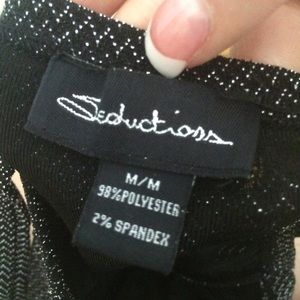 Seductions
M/M
98% POLYESTER
2% SPANDEX